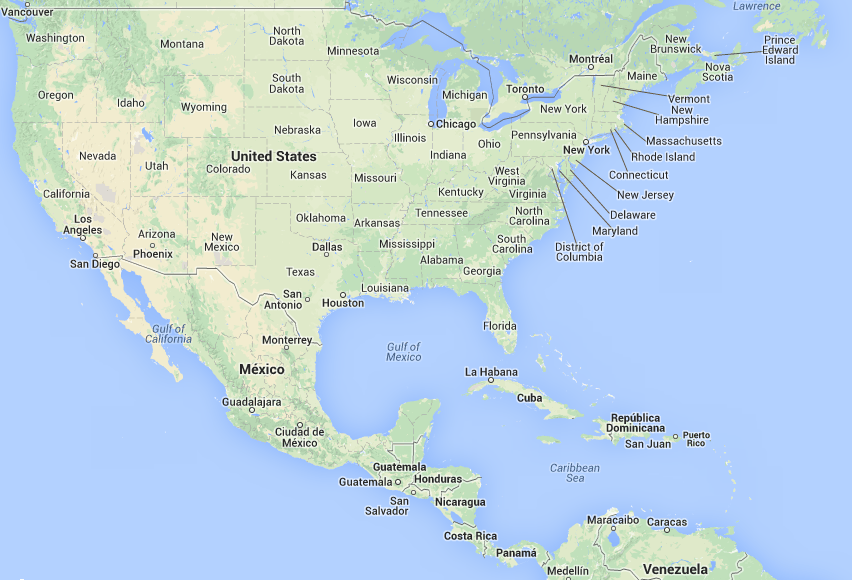 Lawrence
Vancouver
Washington
Montana
North
Dakota
Minnesota
New
Brunswick
Prince
Edward
Island
Montréal
Nova
Scotia
Maine
South
Dakota
Wisconsin
Michigan
Toronto
Oregon
Idaho
Wyoming
Vermont
New
Hampshire
New York
Iowa
Chicago
Nebraska
Illinois
Pennsylvania
Ohio
Massachusetts
New York
Rhode Island
Nevada
United States
Indiana
Utah
Colorado
Kansas
Missouri
West
Virginia
Connecticut
California
Kentucky
Virginia
New Jersey
Los
Angeles
Oklahoma
Arkansas
Tennessee
North
Carolina
Delaware
Maryland
Arizona
New
Mexico
Dallas
Mississippi
South
Carolina
District of
Columbia
San Diego
Phoenix
Alabama
Texas
Georgia
San
Antonio
Houston
Louisiana
Gulf of
California
Florida
Monterrey
Gulf of
Mexico
México
La Habana
Guadalajara
Cuba
Ciudad de
México
República
Dominicana
San Juan
Puerto
Rico
Guatemala
Guatemala
Honduras
Caribbean
Sea
San
Salvador
Nicaragua
Costa Rica
Maracaibo
Caracas
Panamá
Medellín
Venezuela